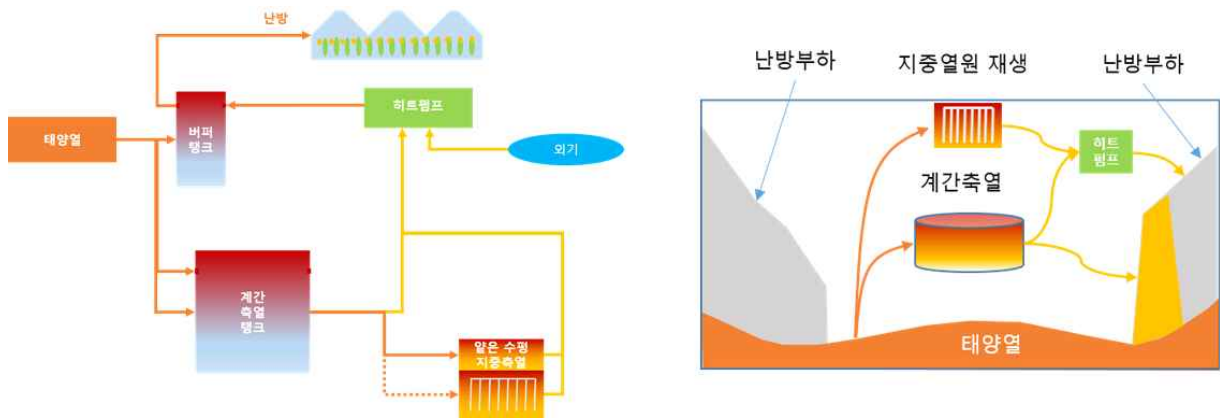 난방
태양열
버퍼
탱크
히트펌프
외기
계간
축열
탱크
얕은 수평
지중축열
난방부하
지중열원 재생
난방부하
히트
펌프
계간축열
태양열